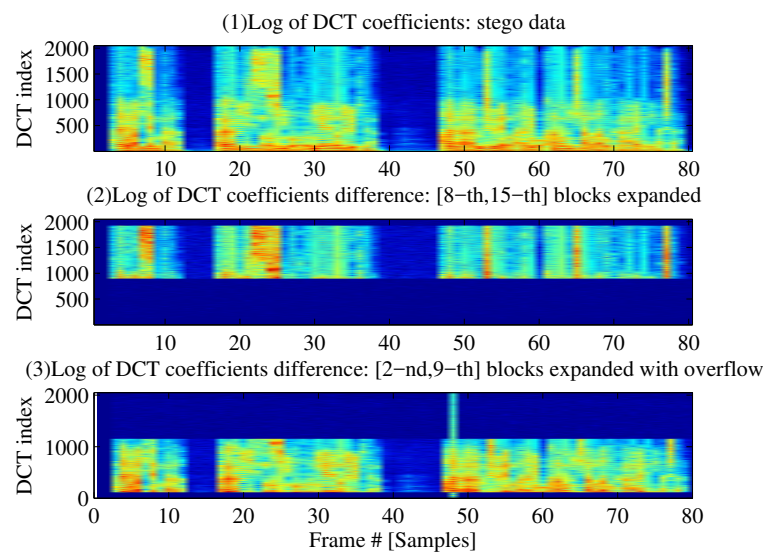 (1)Log of DCT coefficients: stego data
DCT index
2000
1500
1000
500
10 20 30 40 50 60 70 80
(2)Log of DCT coefficients difference: [8−th,15−th] blocks expanded
DCT index
2000
1500
1000
500
10 20 30 40 50 60 70 80
(3)Log of DCT coefficients difference: [2−nd,9−th] blocks expanded with overflow
DCT index
2000
1000
0
0 10 20 30 40 50 60 70 80
Frame # [Samples]